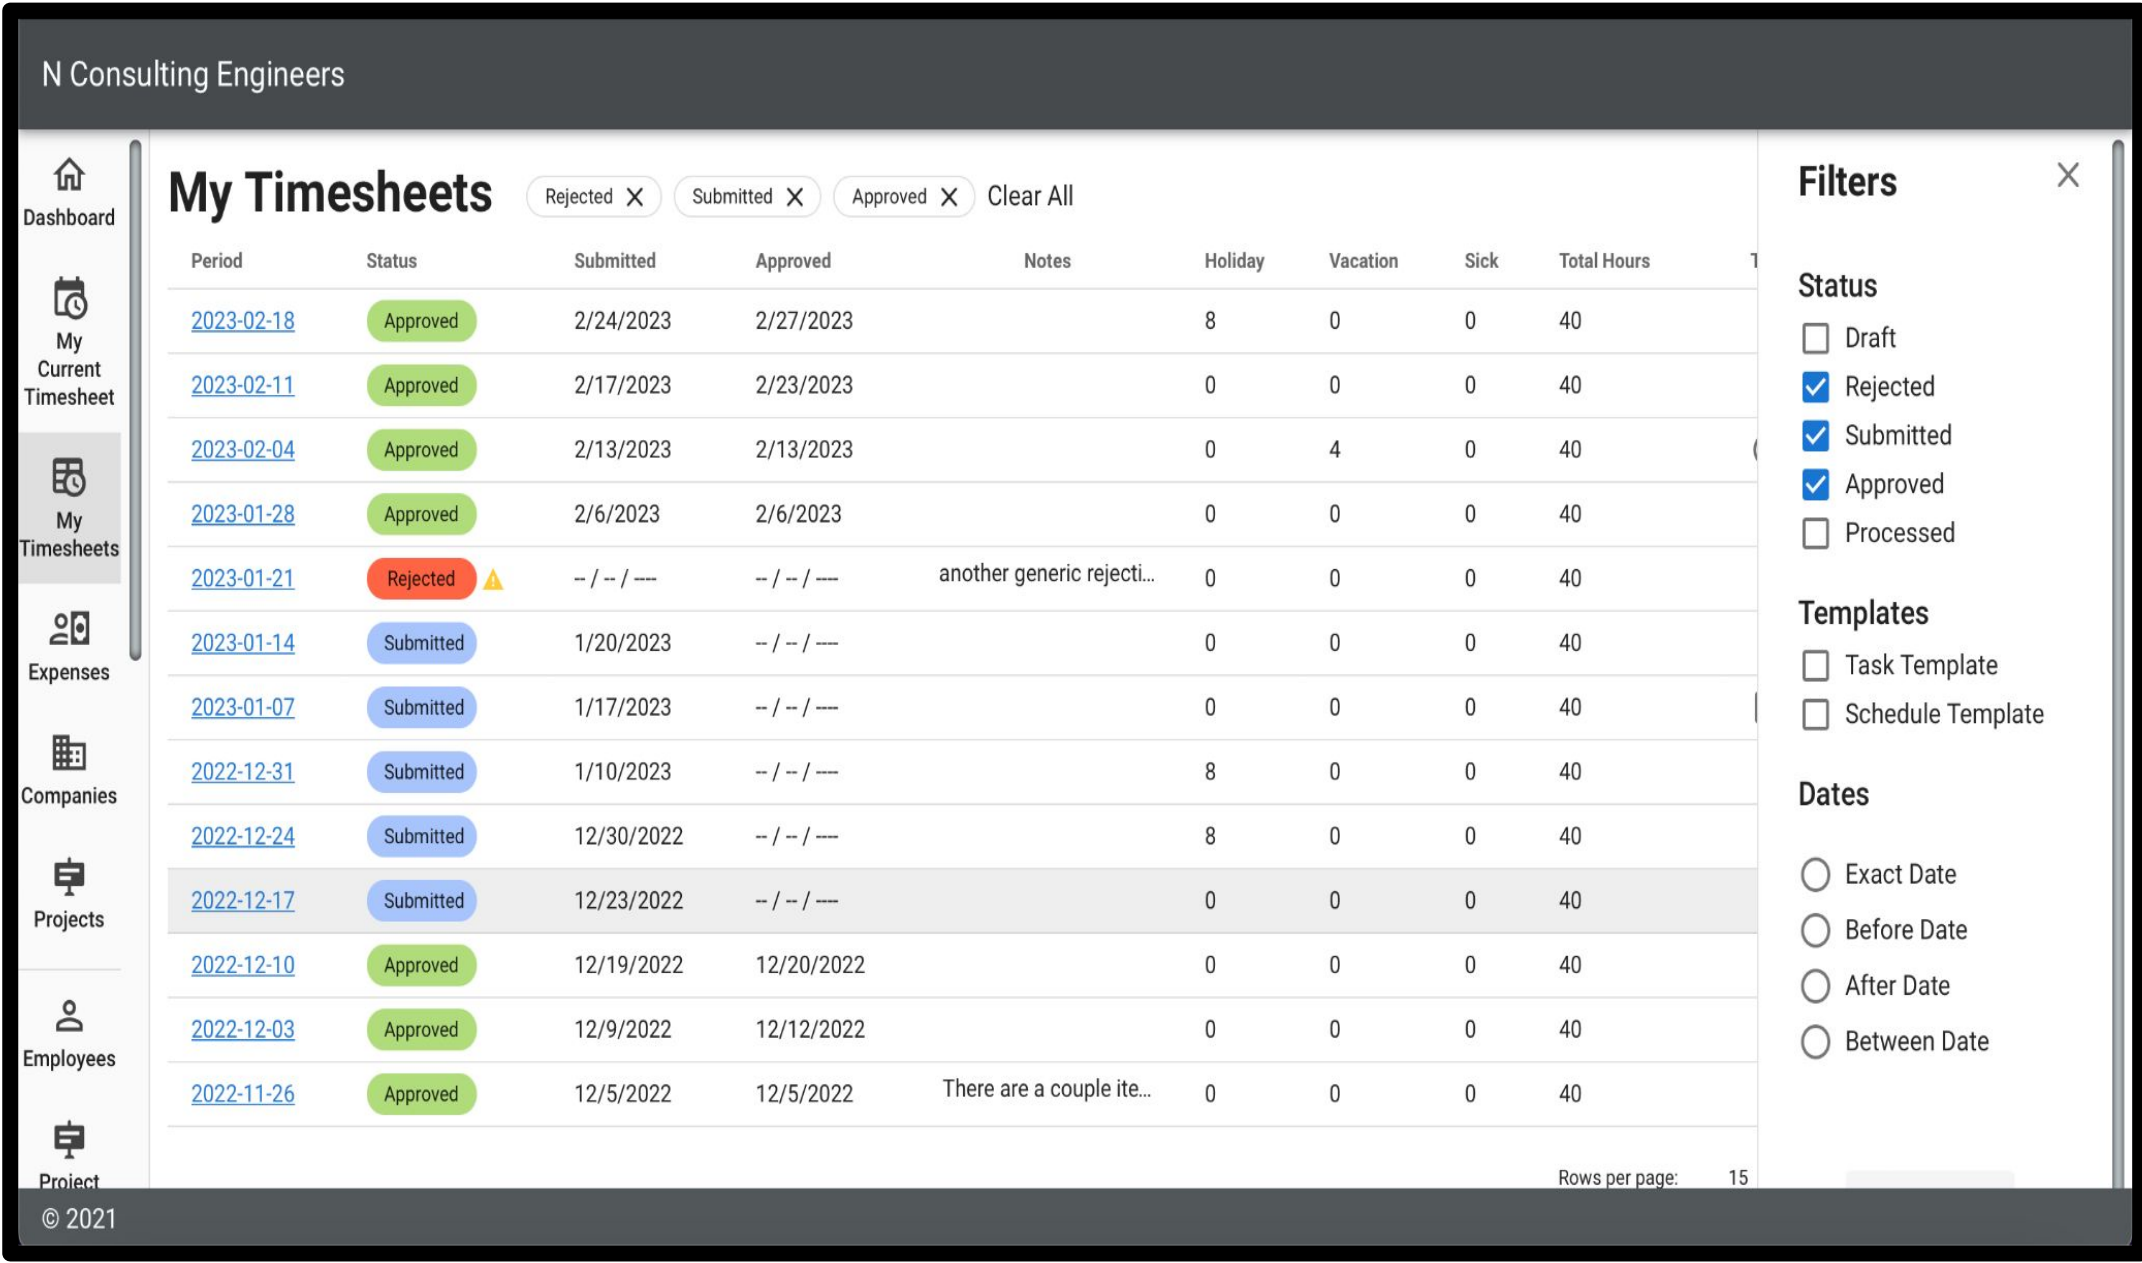 N Consulting Engineers
Dashboard
My
Current
Timesheet
My
Timesheets
Expenses
Companies
Projects
Employees
Project
My Timesheets Rejected Submitted Approved Clear All
Period Status Submitted Approved Notes Holiday Vacation Sick Total Hours
2023-02-18 Approved 2/24/2023 2/27/2023 8 0 0 40
2023-02-11 Approved 2/17/2023 2/23/2023 0 0 0 40
2023-02-04 Approved 2/13/2023 2/13/2023 0 4 0 40
2023-01-28 Approved 2/6/2023 2/6/2023 0 0 0 40
2023-01-21 Rejected -- / -- / ---- -- / -- / ---- another generic rejecti... 0 0 0 40
2023-01-14 Submitted 1/20/2023 -- / -- / ---- 0 0 0 40
2023-01-07 Submitted 1/17/2023 -- / -- / ---- 0 0 0 40
2022-12-31 Submitted 1/10/2023 -- / -- / ---- 8 0 0 40
2022-12-24 Submitted 12/30/2022 -- / -- / ---- 8 0 0 40
2022-12-17 Submitted 12/23/2022 -- / -- / ---- 0 0 0 40
2022-12-10 Approved 12/19/2022 12/20/2022 0 0 0 40
2022-12-03 Approved 12/9/2022 12/12/2022 0 0 0 40
2022-11-26 Approved 12/5/2022 12/5/2022 There are a couple ite... 0 0 0 40
Rows per page: 15
Filters
Status
Draft
Rejected
Submitted
Approved
Processed
Templates
Task Template
Schedule Template
Dates
Exact Date
Before Date
After Date
Between Date
© 2021